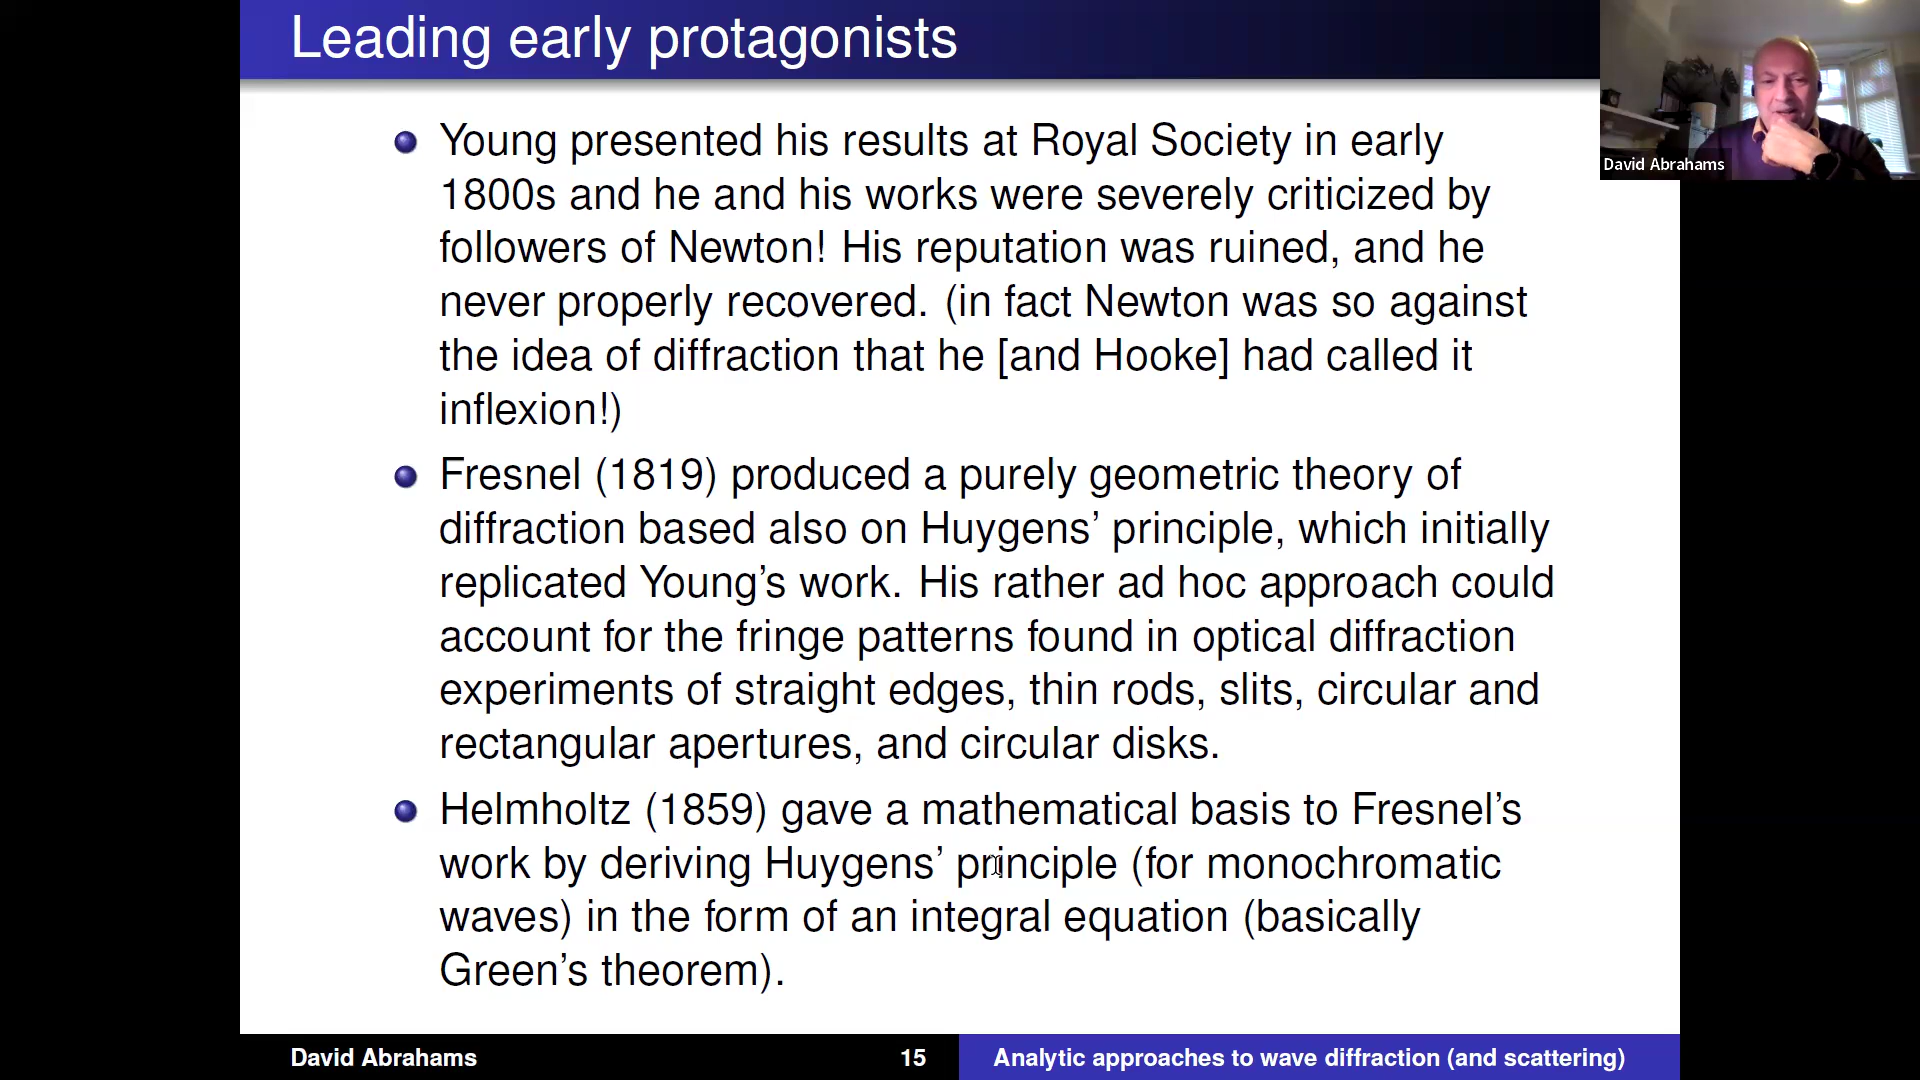 Leading early protagonists
Young presented his results at Royal Society in early
1800s and he and his works were severely criticized by
followers of Newton! His reputation was ruined, and he
never properly recovered. (in fact Newton was so against
the idea of diffraction that he [and Hooke] had called it
inflexion!)
Fresnel (1819) produced a purely geometric theory of
diffraction based also on Huygens’ principle, which initially
replicated Young’s work. His rather ad hoc approach could
account for the fringe patterns found in optical diffraction
experiments of straight edges, thin rods, slits, circular and
rectangular apertures, and circular disks.
Helmholtz (1859) gave a mathematical basis to Fresnel’s
work by deriving Huygens’ principle (for monochromatic
waves) in the form of an integral equation (basically
Green’s theorem).
David Abrahams
15
Analytic approaches to wave diffraction (and scattering)
David Abrahams